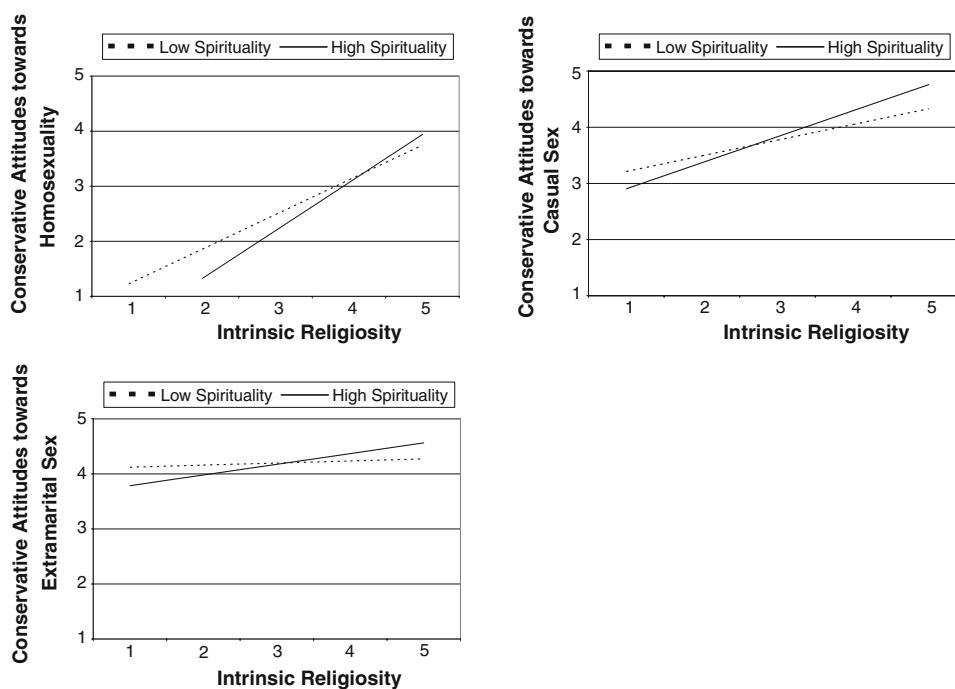 Low Spirituality High Spirituality
Conservative Attitudes towards
Homosexuality
5
4
3
2
1
1 2 3 4 5
Intrinsic Religiosity
Low Spirituality High Spirituality
Conservative Attitudes towards
Casual Sex
5
4
3
2
1
1 2 3 4 5
Intrinsic Religiosity
Low Spirituality High Spirituality
Conservative Attitudes towards
Extramarital Sex
5
4
3
2
1
1 2 3 4 5
Intrinsic Religiosity